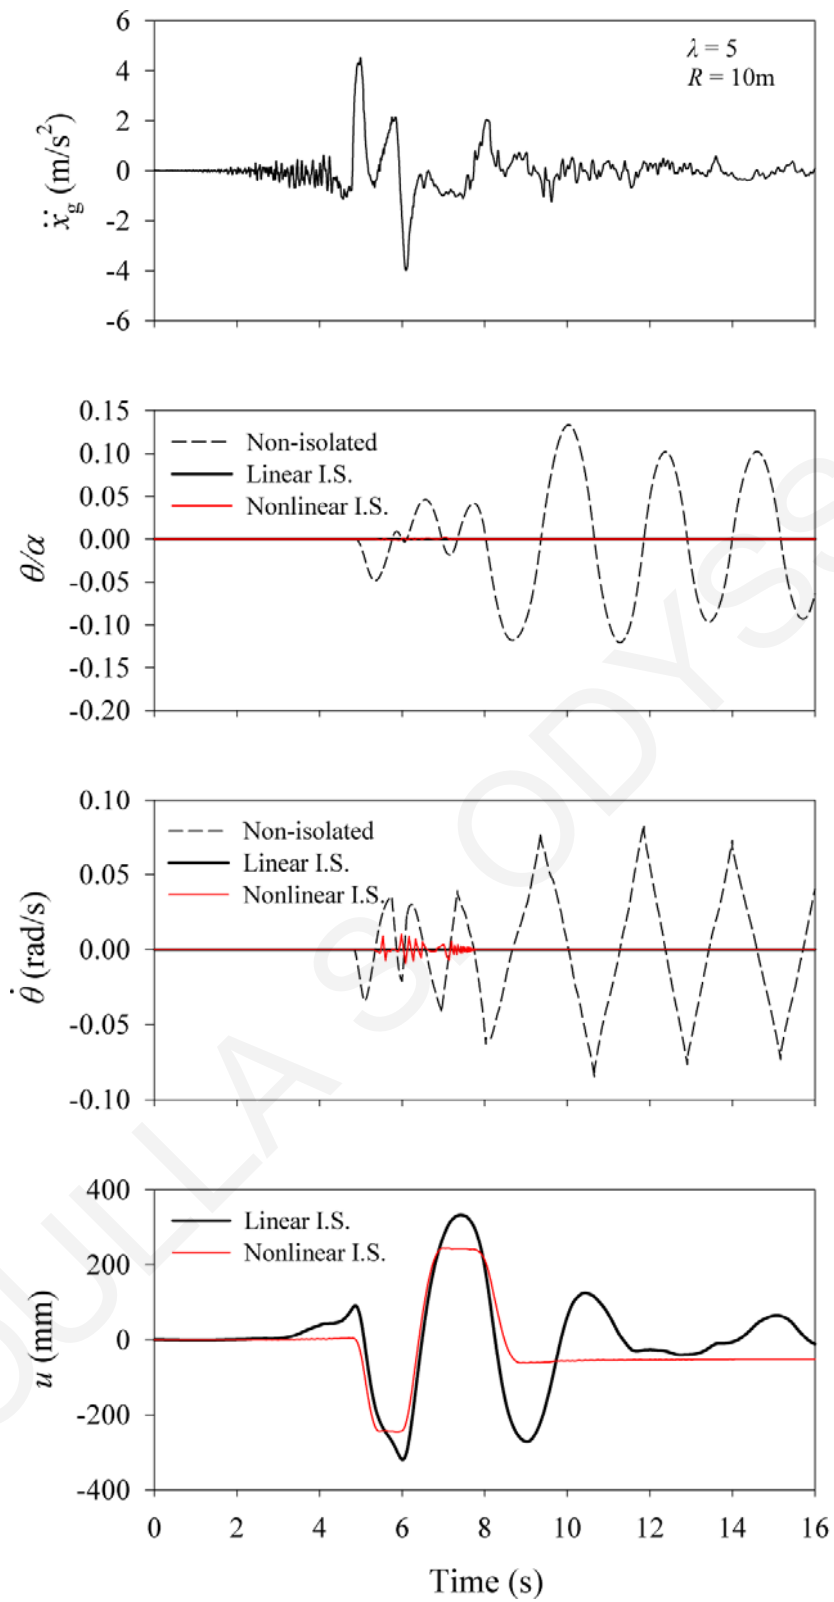 λ = 5
R = 10m
ẍg (m/s²)
6
4
2
0
-2
-4
-6
0.15
0.10
0.05
0.00
-0.05
-0.10
-0.15
-0.20
θ/α
Non-isolated
Linear I.S.
Nonlinear I.S.
0.10
0.05
0.00
-0.05
-0.10
θ̇ (rad/s)
Non-isolated
Linear I.S.
Nonlinear I.S.
400
200
0
-200
-400
u (mm)
Linear I.S.
Nonlinear I.S.
0 2 4 6 8 10 12 14 16
Time (s)
OULLA S. ODYSS